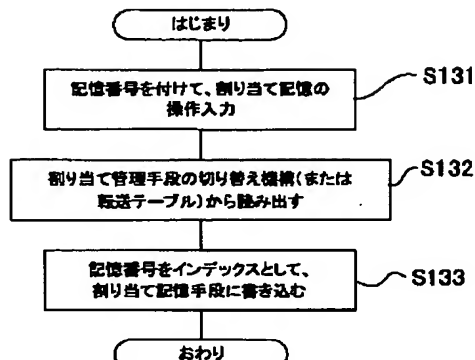 はじまり
記憶番号を付けて、割り当て記憶の
操作入力
S131
割り当て管理手段の切り替え機構(または
転送テーブル)から読み出す
S132
記憶番号をインデックスとして、
割り当て記憶手段に書き込む
S133
おわり